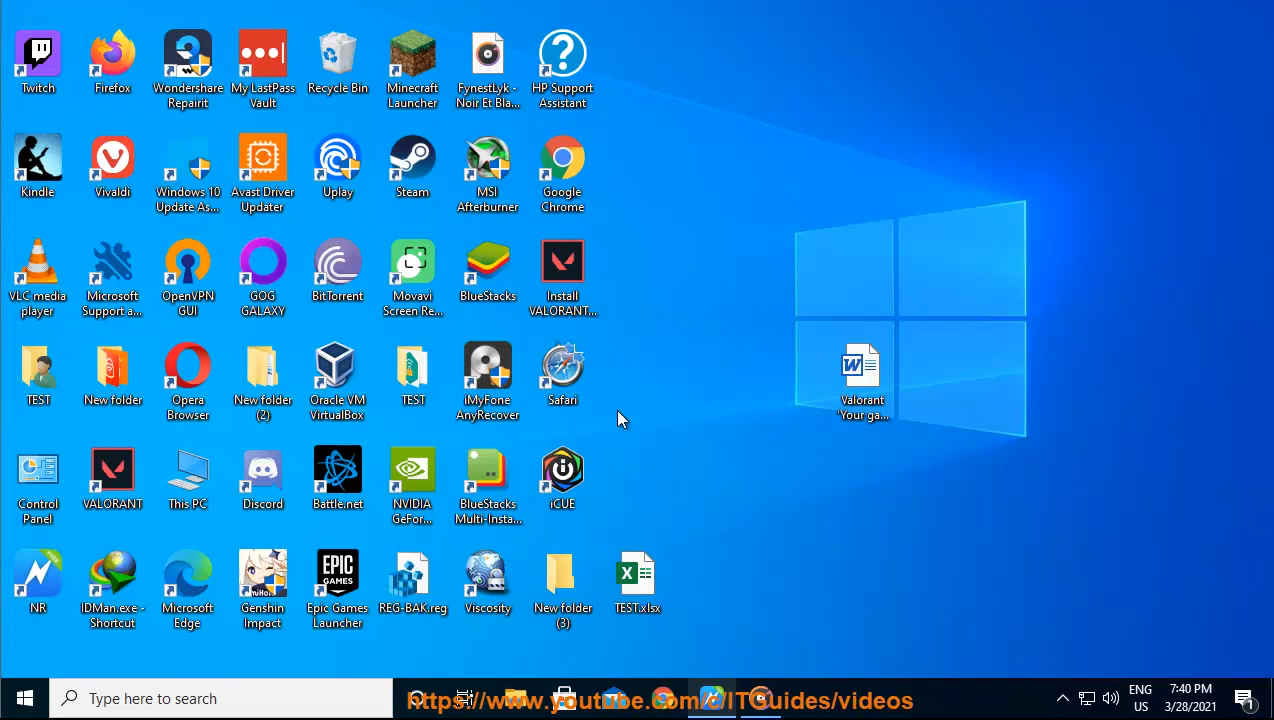 Twitch
Firefox
Wondershare
Repairit
My LastPass
Vault
Recycle Bin
Minecraft
Launcher
FynestLyk -
Noir Et Bla...
HP Support
Assistant
Kindle
Vivaldi
Windows 10
Update As...
Avast Driver
Updater
Uplay
Steam
MSI
Afterburner
Google
Chrome
VLC media
player
Microsoft
Support a...
OpenVPN
GUI
GOG
GALAXY
BitTorrent
Movavi
Screen Re...
BlueStacks
Install
VALORANT...
TEST
New folder
Opera
Browser
New folder
(2)
Oracle VM
VirtualBox
TEST
iMyFone
AnyRecover
Safari
Valorant
'Your ga...
Control
Panel
VALORANT
This PC
Discord
Battle.net
NVIDIA
GeFor...
BlueStacks
Multi-Insta...
iCUE
FREE
NR
IDMan.exe -
Shortcut
Microsoft
Edge
Genshin
Impact
EPIC
GAMES
Epic Games
Launcher
REG-BAK.reg
Viscosity
New folder
(3)
TEST.xlsx
Type here to search
https://www.youtube.com/c/ITGuides/videos
ENG
US
7:40 PM
3/28/2021
1